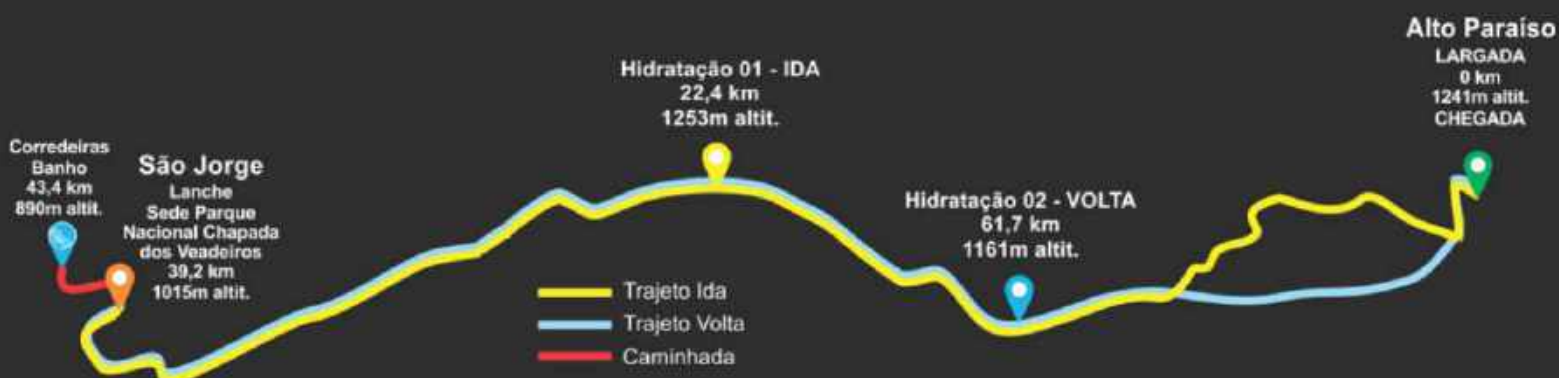 Corredeiras
Banho
43,4 km
890m altit.
São Jorge
Lanche
Sede Parque
Nacional Chapada
dos Veadeiros
39,2 km
1015m altit.
Hidratação 01 - IDA
22,4 km
1253m altit.
Trajeto Ida
Trajeto Volta
Caminhada
Hidratação 02 - VOLTA
61,7 km
1161m altit.
Alto Paraíso
LARGADA
0 km
1241m altit.
CHEGADA